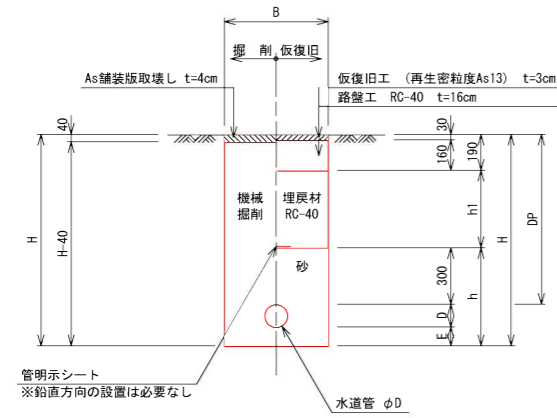 B
掘 削
仮復旧
As舗装版取壊し t=4cm
仮復旧工 (再生密粒度As13) t=3cm
路盤工 RC-40 t=16cm
40
30
160
190
H
H-40
機械
掘削
埋戻材
RC-40
h1
H
DP
砂
300
h
D
E
管明示シート
※鉛直方向の設置は必要なし
水道管 φD